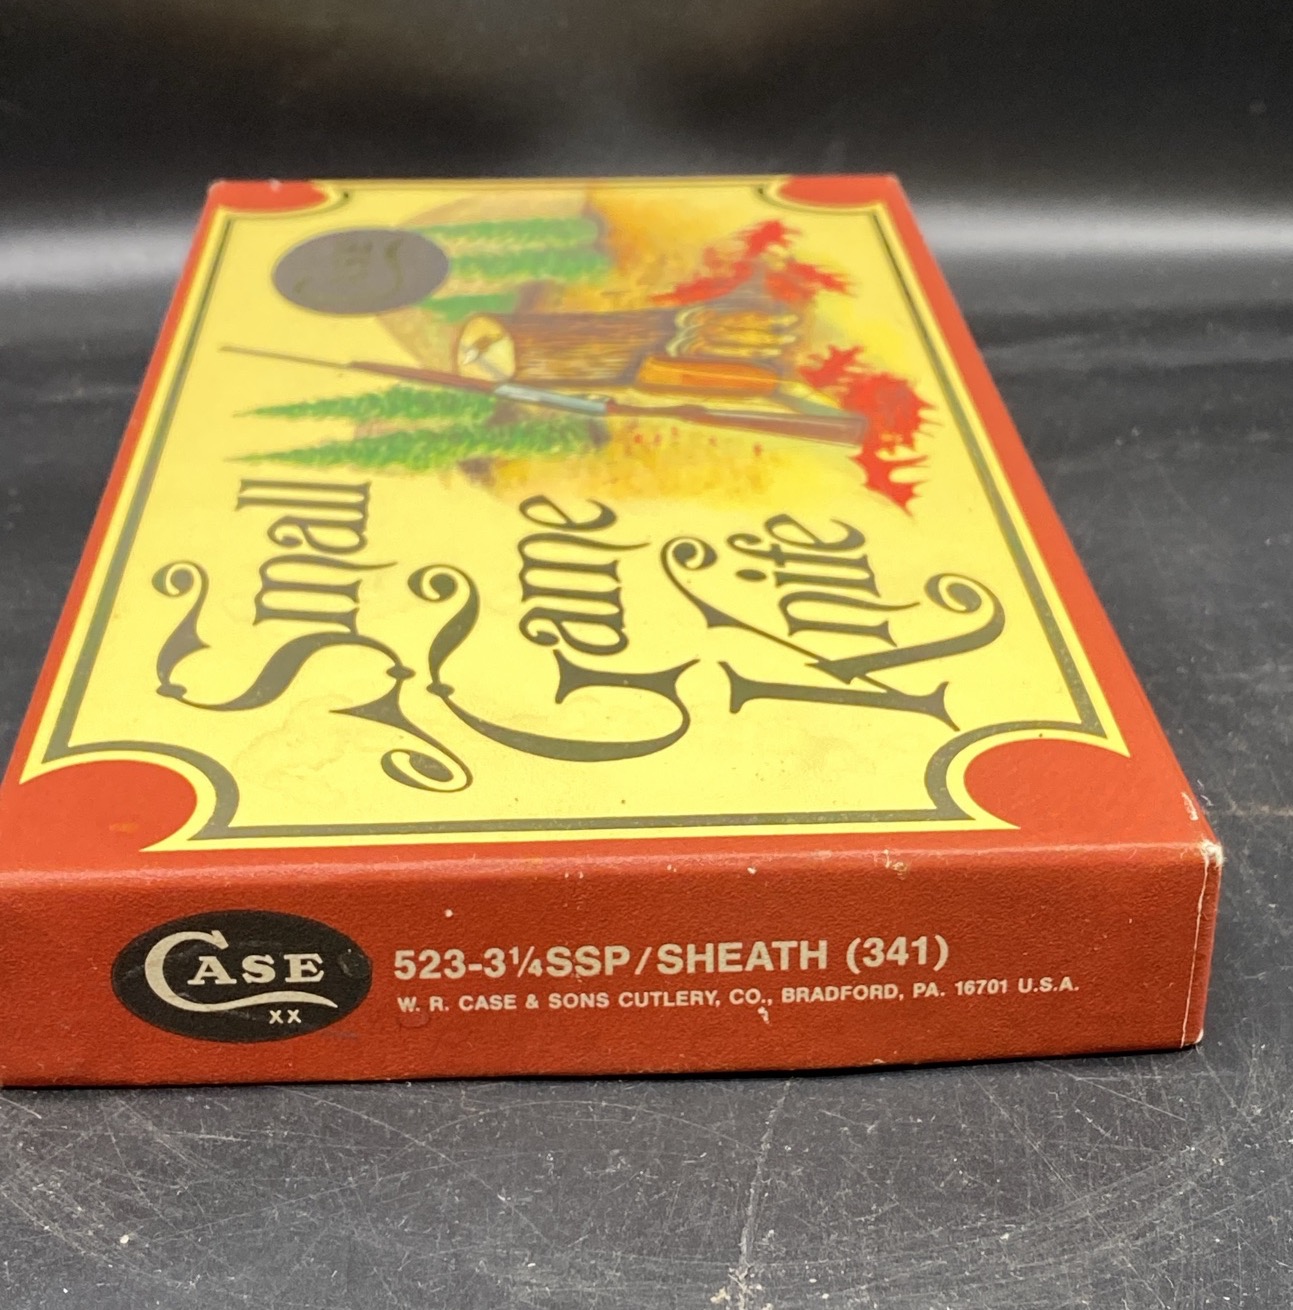 Small
Game
Knife
CASE
XX
523-3¼SSP/SHEATH (341)
W. R. CASE & SONS CUTLERY, CO., BRADFORD, PA. 16701 U.S.A.